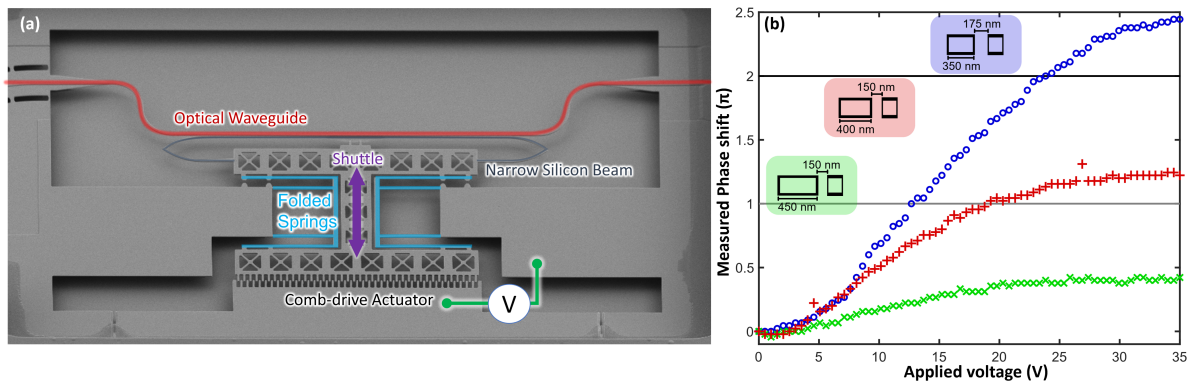 (a)
Optical Waveguide
Shuttle
Narrow Silicon Beam
Folded
Springs
Comb-drive Actuator
V
(b)
Measured Phase shift (π)
2.5
2
1.5
1
0.5
0
175 nm
350 nm
150 nm
400 nm
150 nm
450 nm
0 5 10 15 20 25 30 35
Applied voltage (V)